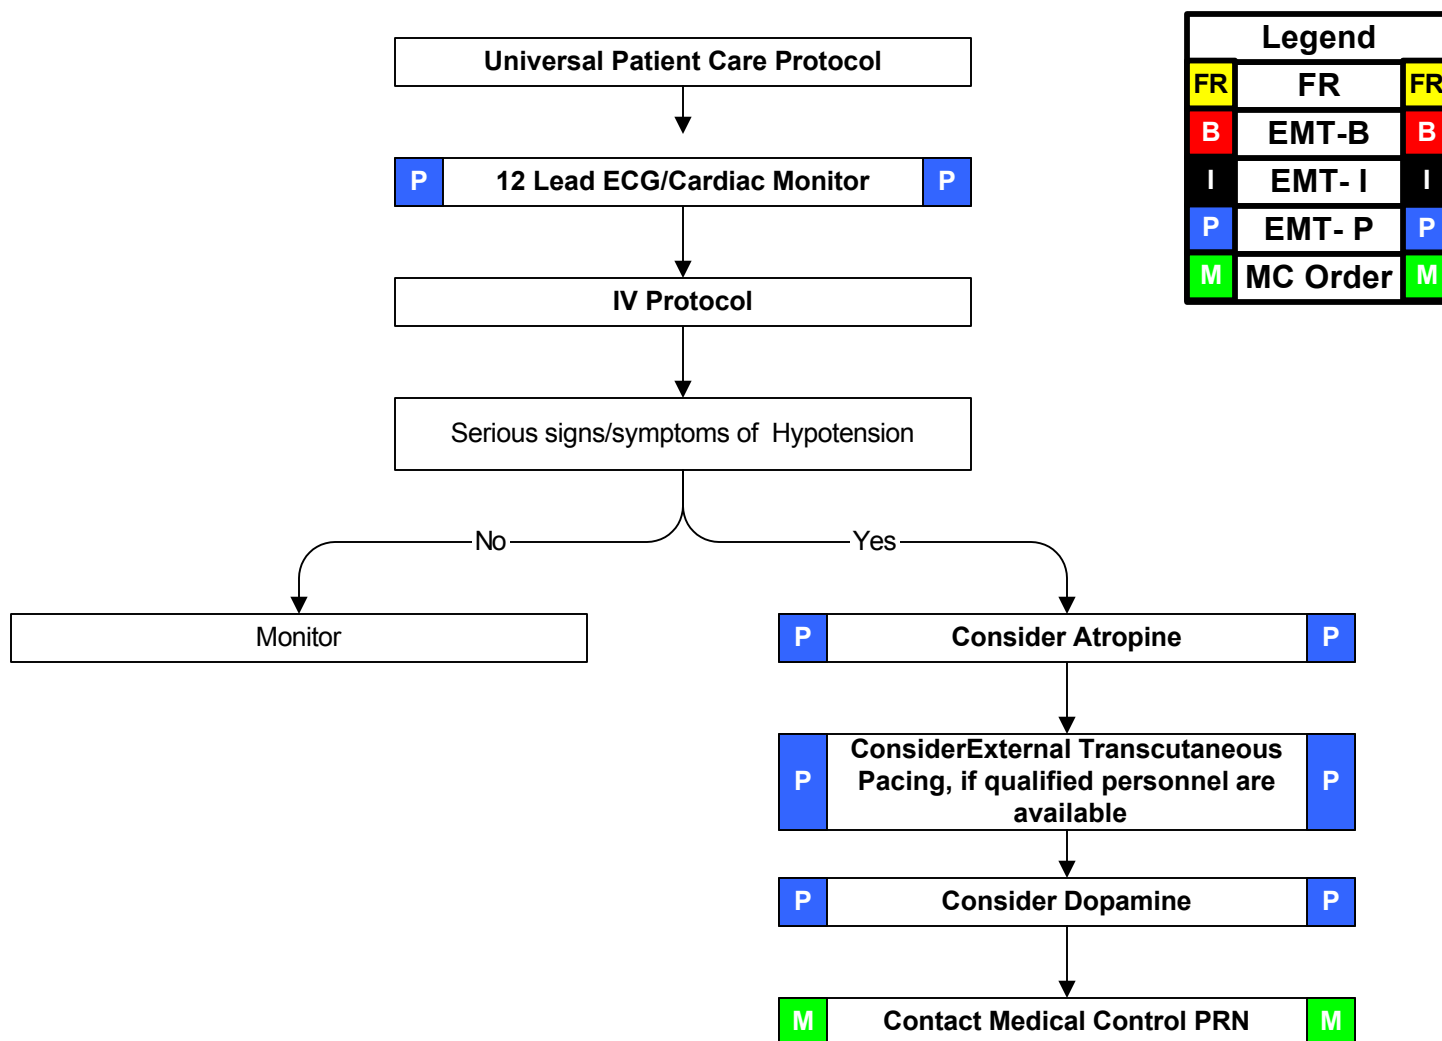 Universal Patient Care Protocol
Legend
FR FR FR
B EMT-B B
I EMT- I I
P EMT- P P
M MC Order M
P 12 Lead ECG/Cardiac Monitor P
IV Protocol
Serious signs/symptoms of Hypotension
No Yes
Monitor
P Consider Atropine P
P ConsiderExternal Transcutaneous P
Pacing, if qualified personnel are
available
P Consider Dopamine P
M Contact Medical Control PRN M